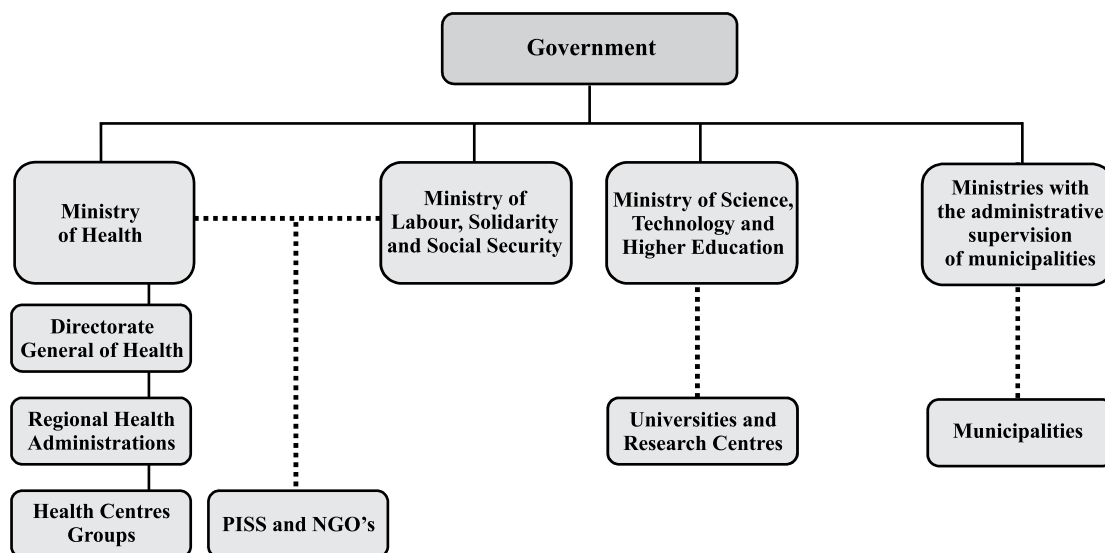 Government
Ministry
of Health
Ministry of
Labour, Solidarity
and Social Security
Ministry of Science,
Technology and
Higher Education
Ministries with
the administrative
supervision
of municipalities
Directorate
General of Health
Regional Health
Administrations
Universities and
Research Centres
Municipalities
Health Centres
Groups
PISS and NGO's